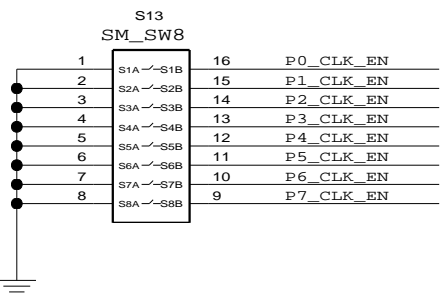 S13
SM_SW8
1 S1A S1B 16 P0_CLK_EN
2 S2A S2B 15 P1_CLK_EN
3 S3A S3B 14 P2_CLK_EN
4 S4A S4B 13 P3_CLK_EN
5 S5A S5B 12 P4_CLK_EN
6 S6A S6B 11 P5_CLK_EN
7 S7A S7B 10 P6_CLK_EN
8 S8A S8B 9 P7_CLK_EN